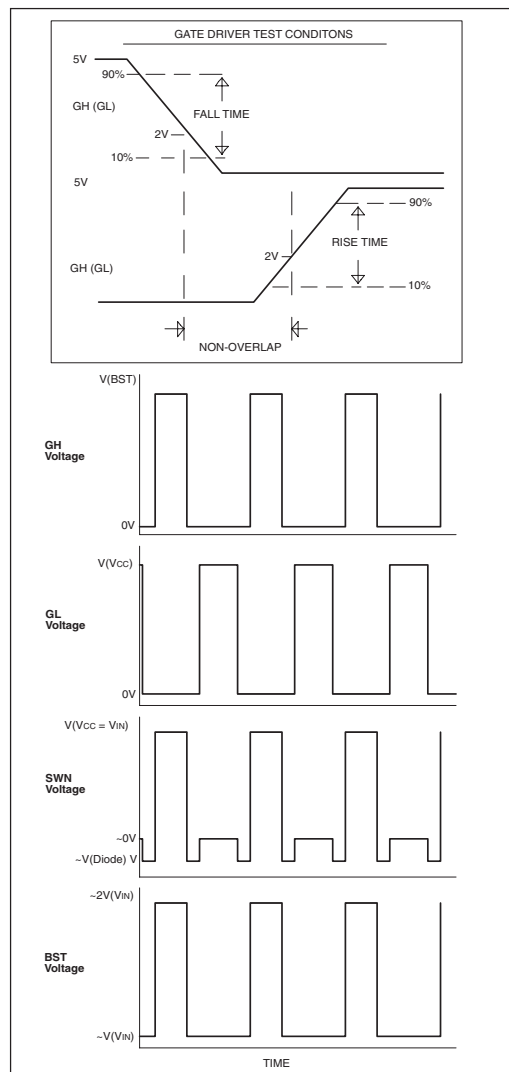 GATE DRIVER TEST CONDITONS
5V
90%
GH (GL)
FALL TIME
2V
10%
5V
90%
RISE TIME
2V
GH (GL)
10%
NON-OVERLAP
V(BST)
GH
Voltage
0V
V(VCC)
GL
Voltage
0V
V(VCC = VIN)
SWN
Voltage
~0V
~V(Diode) V
~2V(VIN)
BST
Voltage
~V(VIN)
TIME